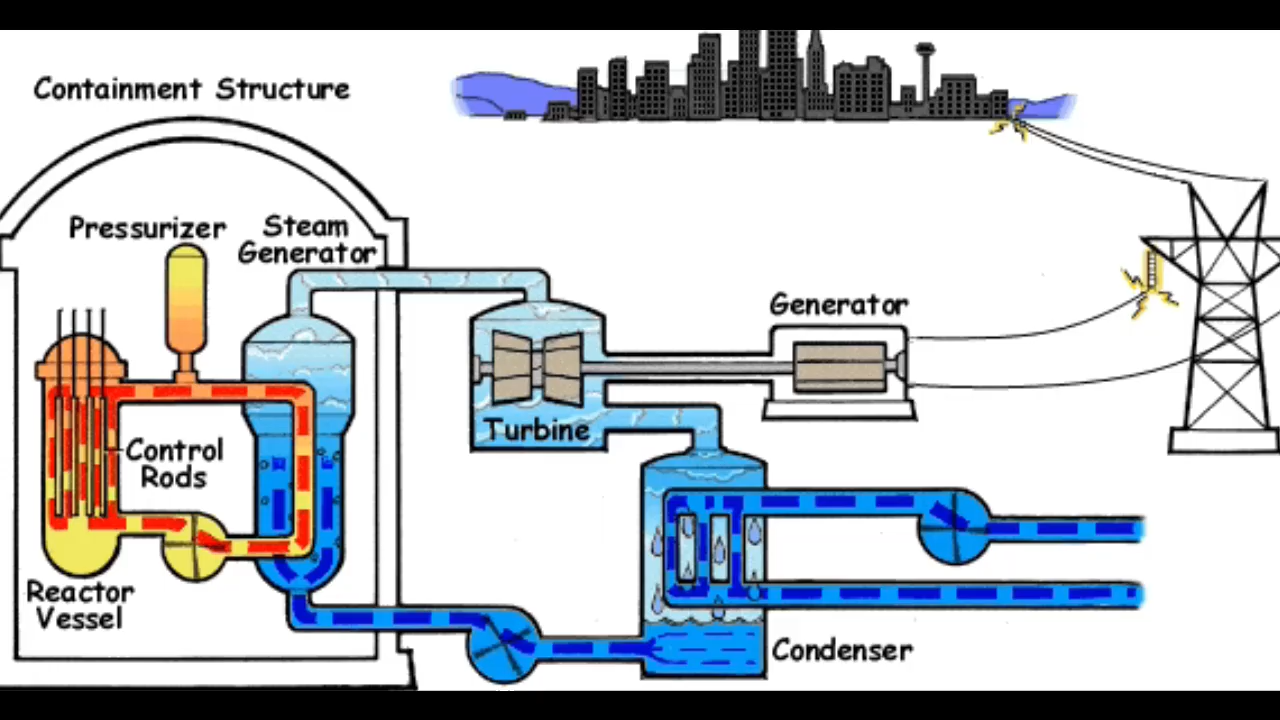 Containment Structure
Pressurizer
Steam
Generator
Generator
Turbine
Control
Rods
Reactor
Vessel
Condenser